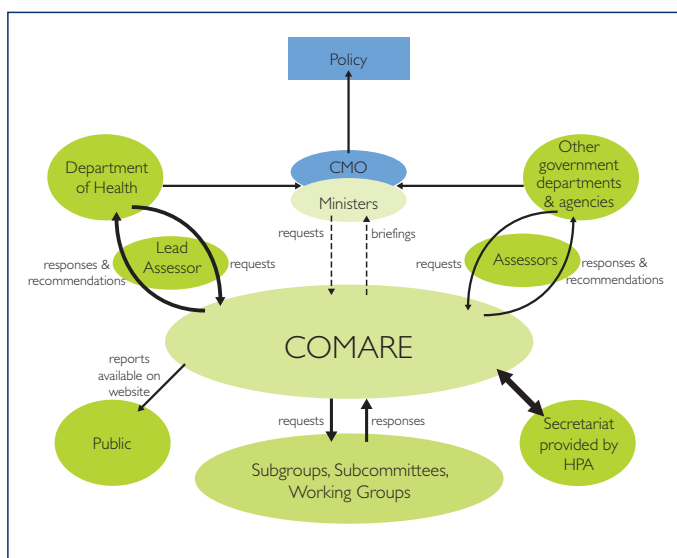 Policy
CMO
Ministers
Department
of Health
Other
government
departments
& agencies
requests
briefings
Lead
Assessor
responses &
recommendations
requests
Assessors
requests
responses &
recommendations
COMARE
reports
available on
website
Public
requests
responses
Secretariat
provided by
HPA
Subgroups, Subcommittees,
Working Groups